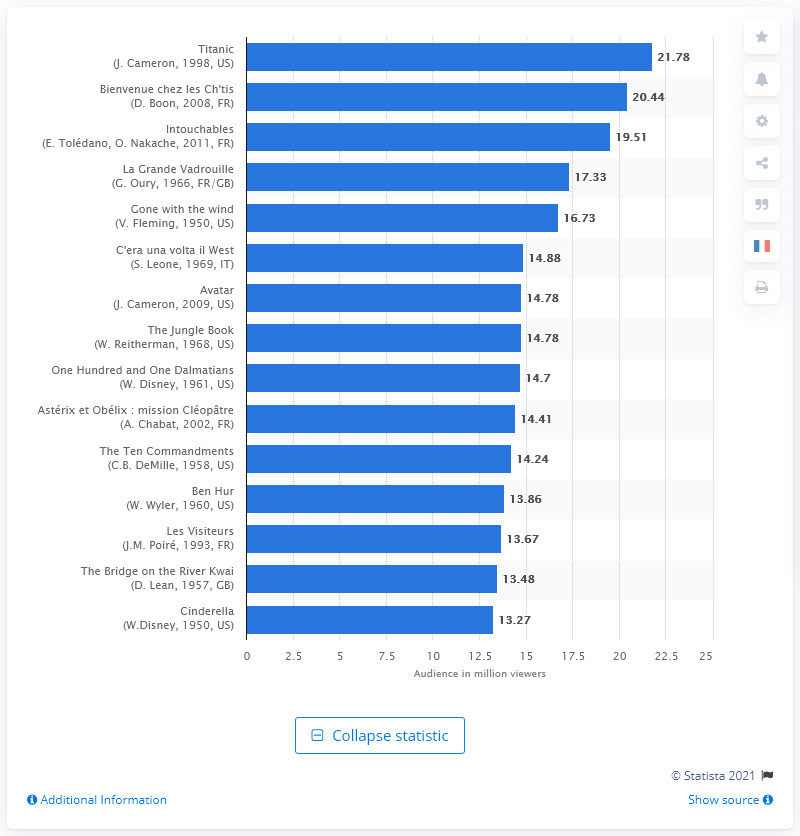 Titanic
(J. Cameron, 1998, US)
21.78
Bienvenue chez les Ch'tis
(D. Boon, 2008, FR)
20.44
Intouchables
(E. Tolédano, O. Nakache, 2011, FR)
19.51
La Grande Vadrouille
(G. Oury, 1966, FR/GB)
17.33
Gone with the wind
(V. Fleming, 1950, US)
16.73
C'era una volta il West
(S. Leone, 1969, IT)
14.88
Avatar
(J. Cameron, 2009, US)
14.78
The Jungle Book
(W. Reitherman, 1968, US)
14.78
One Hundred and One Dalmatians
(W. Disney, 1961, US)
14.7
Astérix et Obélix : mission Cléopâtre
(A. Chabat, 2002, FR)
14.41
The Ten Commandments
(C.B. DeMille, 1958, US)
14.24
Ben Hur
(W. Wyler, 1960, US)
13.86
Les Visiteurs
(J.M. Poiré, 1993, FR)
13.67
The Bridge on the River Kwai
(D. Lean, 1957, GB)
13.48
Cinderella
(W.Disney, 1950, US)
13.27
0 2.5 5 7.5 10 12.5 15 17.5 20 22.5 25
Audience in million viewers
Collapse statistic
© Statista 2021
Additional Information
Show source